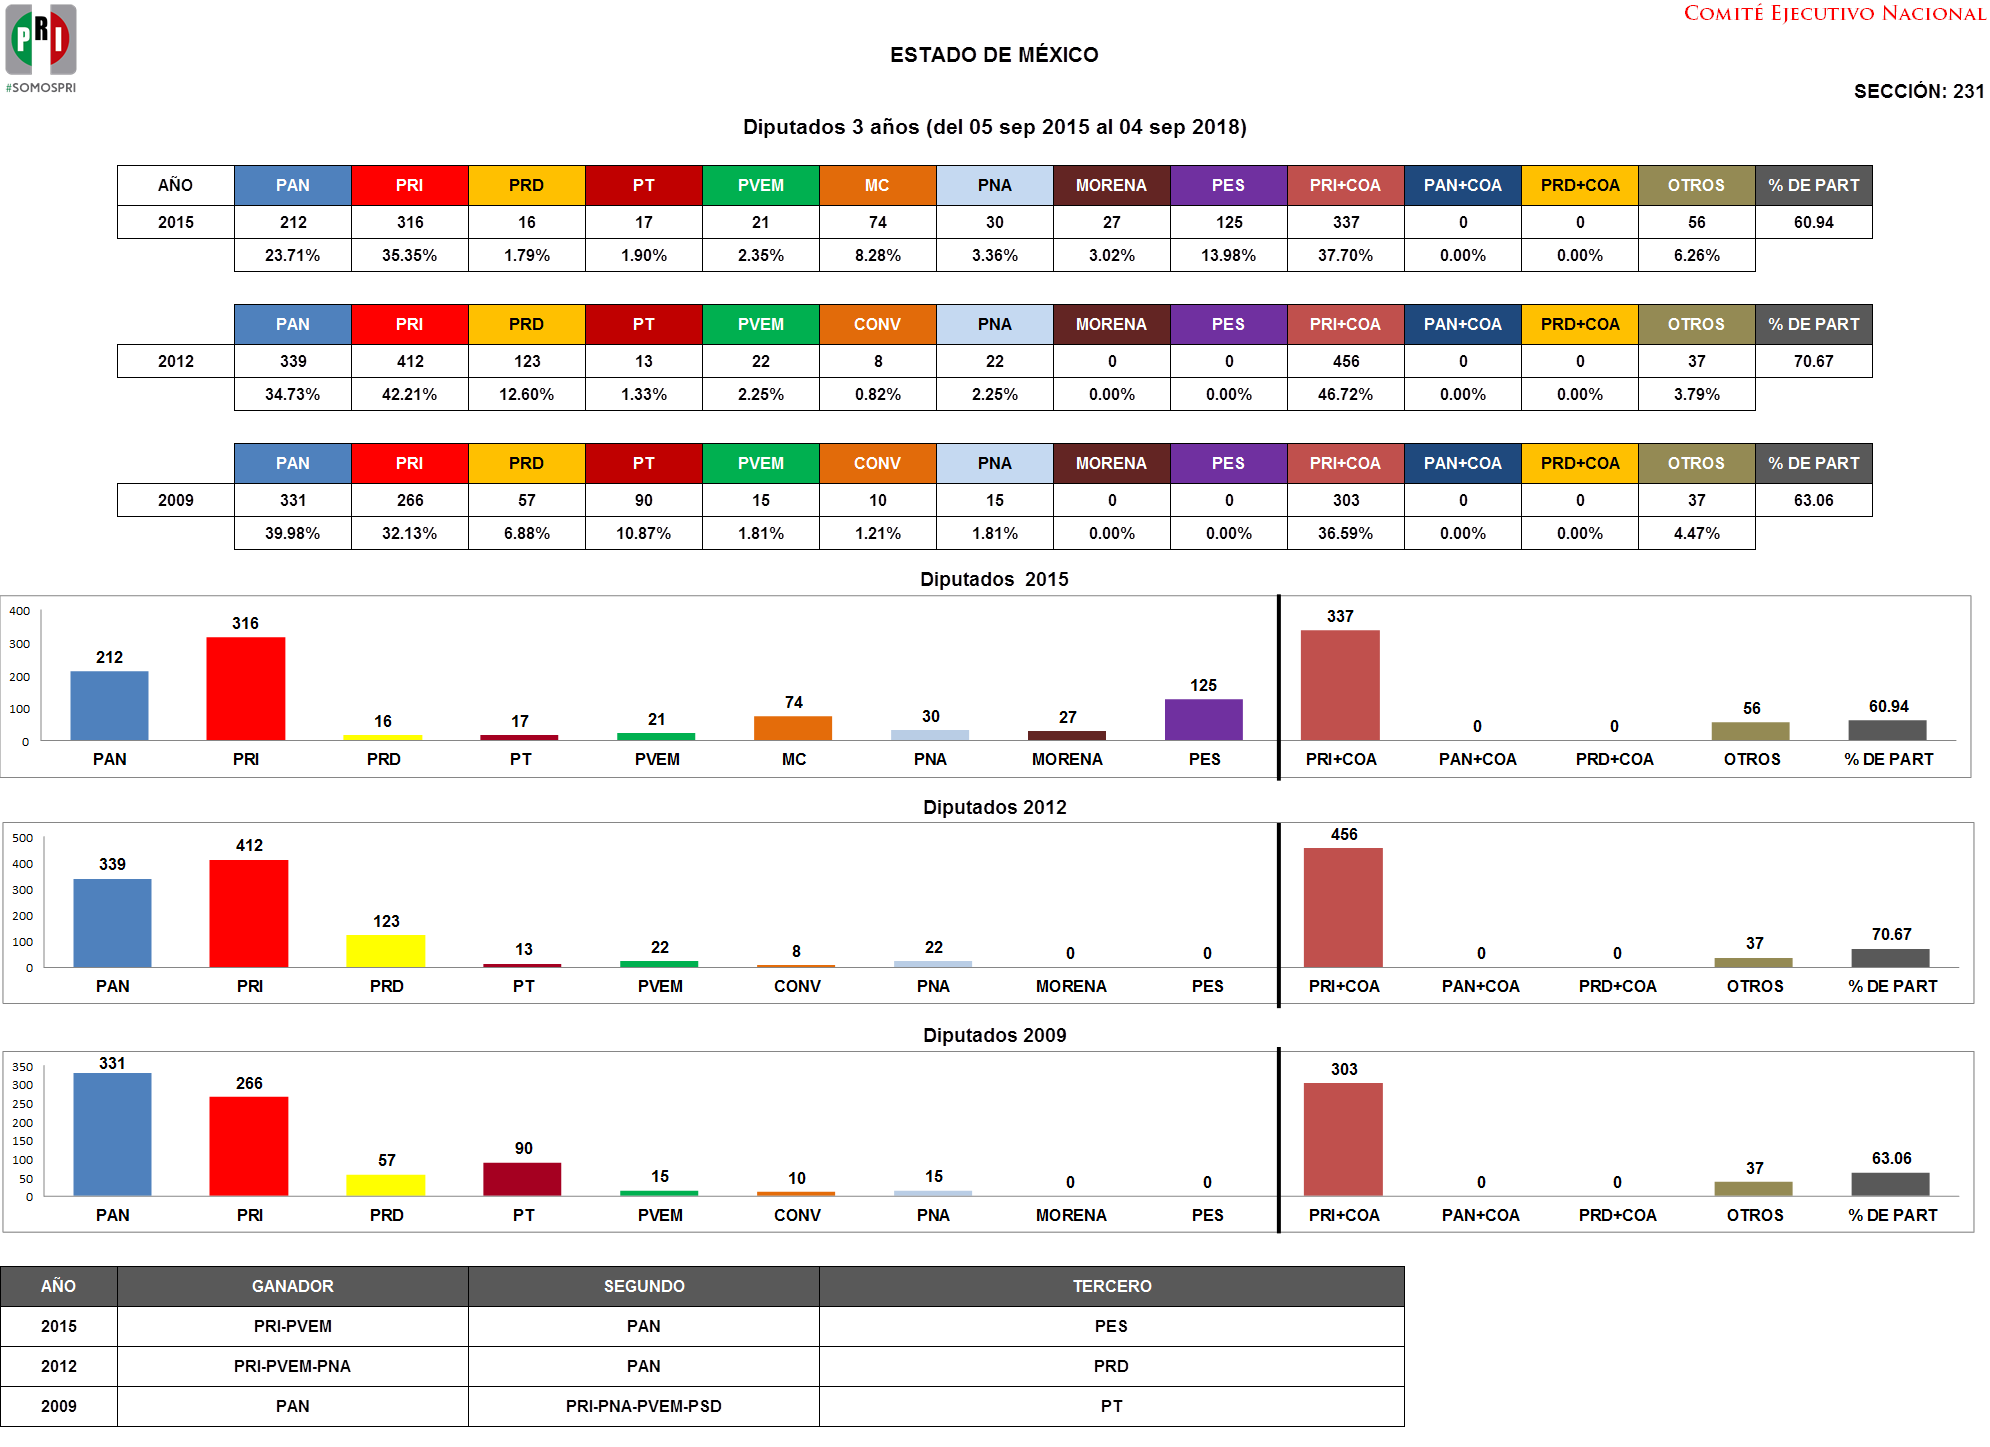 PRI
#SOMOSPRI
COMITÉ EJECUTIVO NACIONAL
ESTADO DE MÉXICO
SECCIÓN: 231
Diputados 3 años (del 05 sep 2015 al 04 sep 2018)
AÑO PAN PRI PRD PT PVEM MC PNA MORENA PES PRI+COA PAN+COA PRD+COA OTROS % DE PART
2015 212 316 16 17 21 74 30 27 125 337 0 0 56 60.94
23.71% 35.35% 1.79% 1.90% 2.35% 8.28% 3.36% 3.02% 13.98% 37.70% 0.00% 0.00% 6.26%
PAN PRI PRD PT PVEM CONV PNA MORENA PES PRI+COA PAN+COA PRD+COA OTROS % DE PART
2012 339 412 123 13 22 8 22 0 0 456 0 0 37 70.67
34.73% 42.21% 12.60% 1.33% 2.25% 0.82% 2.25% 0.00% 0.00% 46.72% 0.00% 0.00% 3.79%
PAN PRI PRD PT PVEM CONV PNA MORENA PES PRI+COA PAN+COA PRD+COA OTROS % DE PART
2009 331 266 57 90 15 10 15 0 0 303 0 0 37 63.06
39.98% 32.13% 6.88% 10.87% 1.81% 1.21% 1.81% 0.00% 0.00% 36.59% 0.00% 0.00% 4.47%
Diputados 2015
400
300
200
100
0
212 316 16 17 21 74 30 27 125 337 0 0 56 60.94
PAN PRI PRD PT PVEM MC PNA MORENA PES PRI+COA PAN+COA PRD+COA OTROS % DE PART
Diputados 2012
500
400
300
200
100
0
339 412 123 13 22 8 22 0 0 456 0 0 37 70.67
PAN PRI PRD PT PVEM CONV PNA MORENA PES PRI+COA PAN+COA PRD+COA OTROS % DE PART
Diputados 2009
350
300
250
200
150
100
50
0
331 266 57 90 15 10 15 0 0 303 0 0 37 63.06
PAN PRI PRD PT PVEM CONV PNA MORENA PES PRI+COA PAN+COA PRD+COA OTROS % DE PART
AÑO GANADOR SEGUNDO TERCERO
2015 PRI-PVEM PAN PES
2012 PRI-PVEM-PNA PAN PRD
2009 PAN PRI-PNA-PVEM-PSD PT